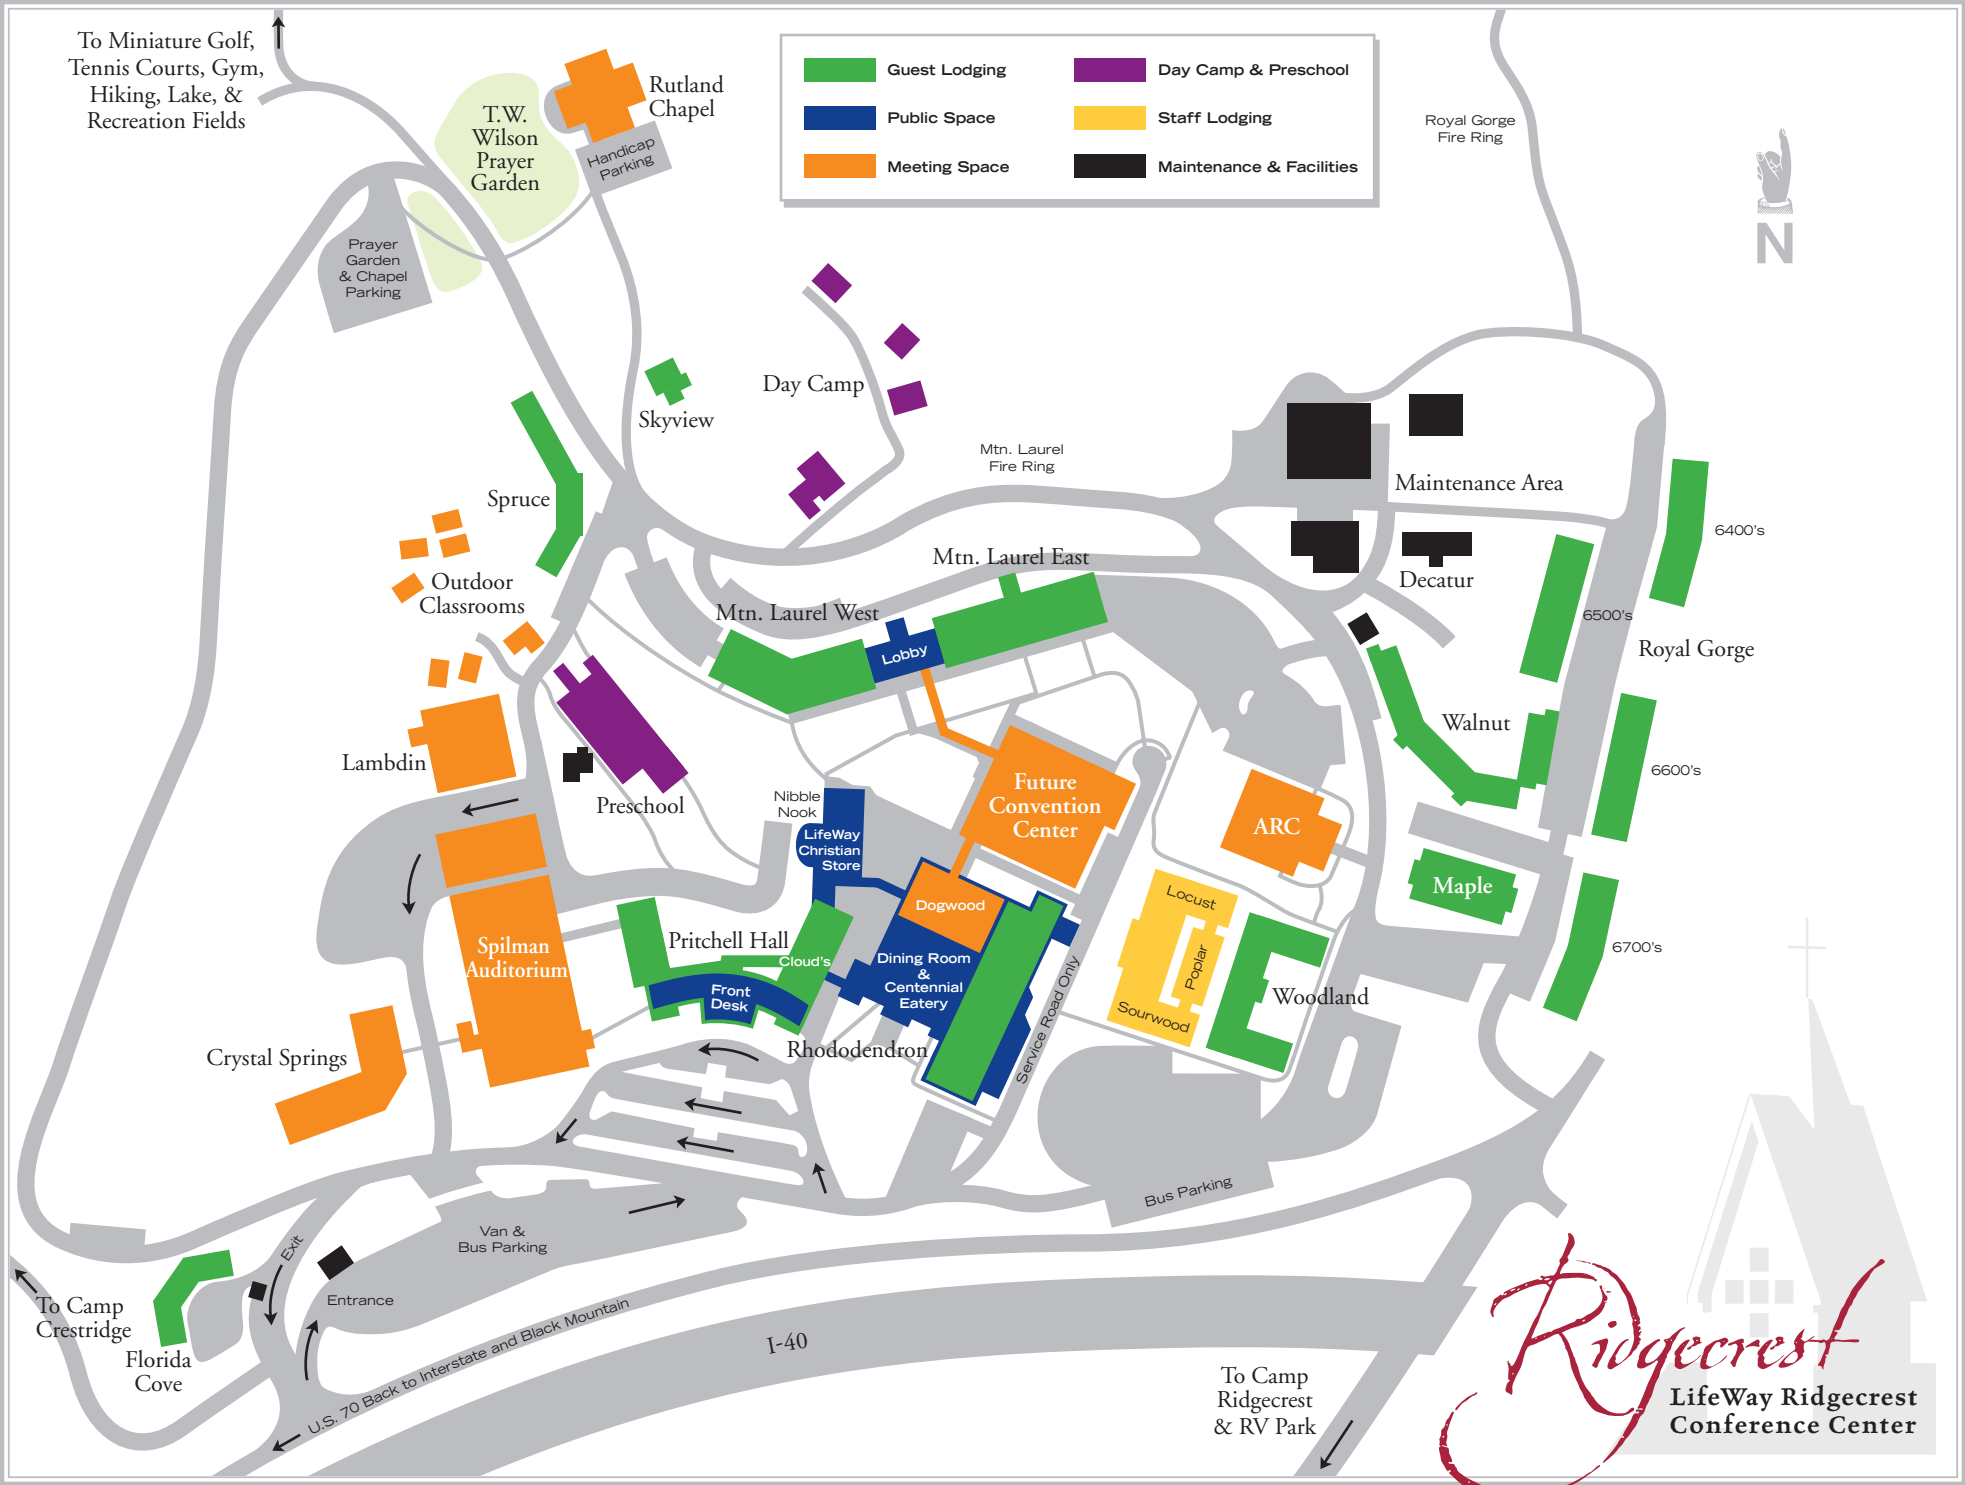 To Miniature Golf,
Tennis Courts, Gym,
Hiking, Lake, &
Recreation Fields
T.W.
Wilson
Prayer
Garden
Rutland
Chapel
Handicap
Parking
Prayer
Garden
& Chapel
Parking
Guest Lodging
Public Space
Meeting Space
Day Camp & Preschool
Staff Lodging
Maintenance & Facilities
Royal Gorge
Fire Ring
N
Day Camp
Skyview
Mtn. Laurel
Fire Ring
Maintenance Area
Spruce
6400's
Outdoor
Classrooms
Mtn. Laurel East
Decatur
Mtn. Laurel West
Lobby
6500's
Royal Gorge
Walnut
Lambdin
Preschool
Nibble
Nook
LifeWay
Christian
Store
Future
Convention
Center
ARC
6600's
Maple
Dogwood
Locust
Poplar
Sourwood
Woodland
6700's
Spilman
Auditorium
Pritchell Hall
Cloud's
Front
Desk
Dining Room
&
Centennial
Eatery
Rhododendron
Service Road Only
Crystal Springs
Bus Parking
Van &
Bus Parking
Exit
Entrance
To Camp
Crestridge
Florida
Cove
U.S. 70 Back to Interstate and Black Mountain
I-40
To Camp
Ridgecrest
& RV Park
Ridgecrest
LifeWay Ridgecrest
Conference Center